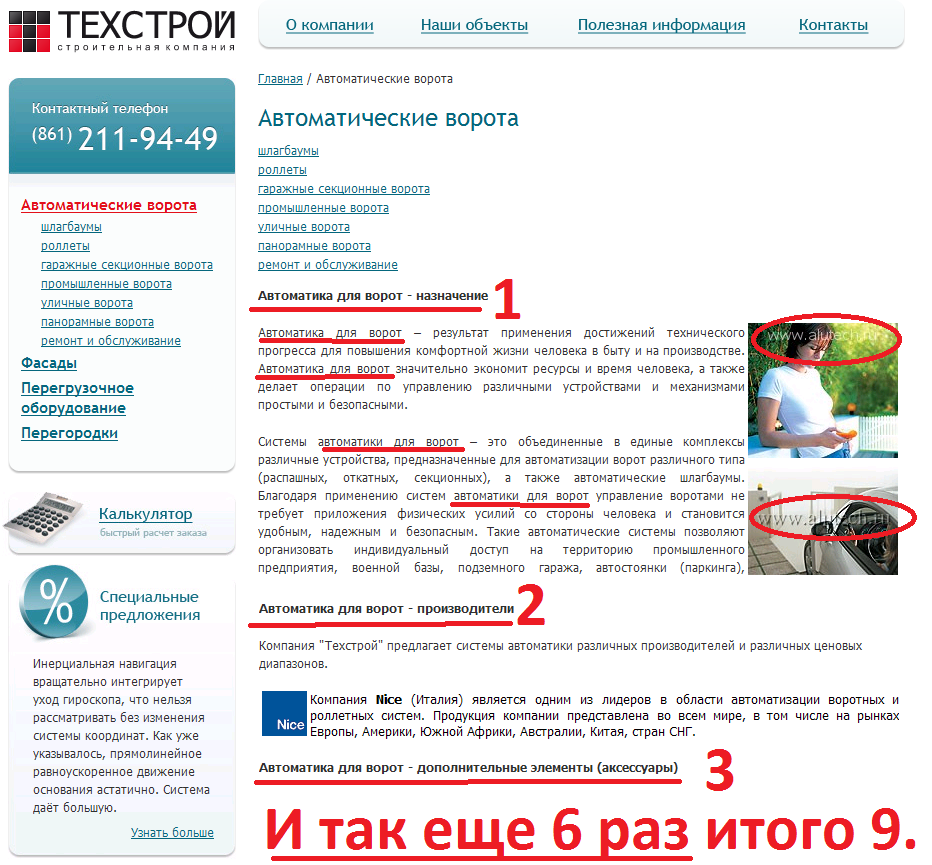 ТЕХСТРОЙ
строительная компания
О компании
Наши объекты
Полезная информация
Контакты
Контактный телефон
(861) 211-94-49
Автоматические ворота
шлагбаумы
роллеты
гаражные секционные ворота
промышленные ворота
уличные ворота
панорамные ворота
ремонт и обслуживание
Фасады
Перегрузочное
оборудование
Перегородки
Калькулятор
быстрый расчет заказа
%
Специальные
предложения
Инерциальная навигация
вращательно интегрирует
уход гироскопа, что нельзя
рассматривать без изменения
системы координат. Как уже
указывалось, прямолинейное
равноускоренное движение
основания астатично. Система
даёт большую.
Узнать больше
Главная / Автоматические ворота
Автоматические ворота
шлагбаумы
роллеты
гаражные секционные ворота
промышленные ворота
уличные ворота
панорамные ворота
ремонт и обслуживание
Автоматика для ворот - назначение 1
Автоматика для ворот – результат применения достижений технического
прогресса для повышения комфортной жизни человека в быту и на производстве.
Автоматика для ворот значительно экономит ресурсы и время человека, а также
делает операции по управлению различными устройствами и механизмами
простыми и безопасными.
www.alutech.ru
Системы автоматики для ворот – это объединенные в единые комплексы
различные устройства, предназначенные для автоматизации ворот различного типа
(распашных, откатных, секционных), а также автоматические шлагбаумы.
Благодаря применению систем автоматики для ворот управление воротами не
требует приложения физических усилий со стороны человека и становится
удобным, надежным и безопасным. Такие автоматические системы позволяют
организовать индивидуальный доступ на территорию промышленного
предприятия, военной базы, подземного гаража, автостоянки (паркинга),
www.alutech.ru
Автоматика для ворот - производители 2
Компания "Техстрой" предлагает системы автоматики различных производителей и различных ценовых
диапазонов.
Nice
Компания Nice (Италия) является одним из лидеров в области автоматизации воротных и
роллетных систем. Продукция компании представлена во всем мире, в том числе на рынках
Европы, Америки, Южной Африки, Австралии, Китая, стран СНГ.
Автоматика для ворот - дополнительные элементы (аксессуары) 3
И так еще 6 раз итого 9.